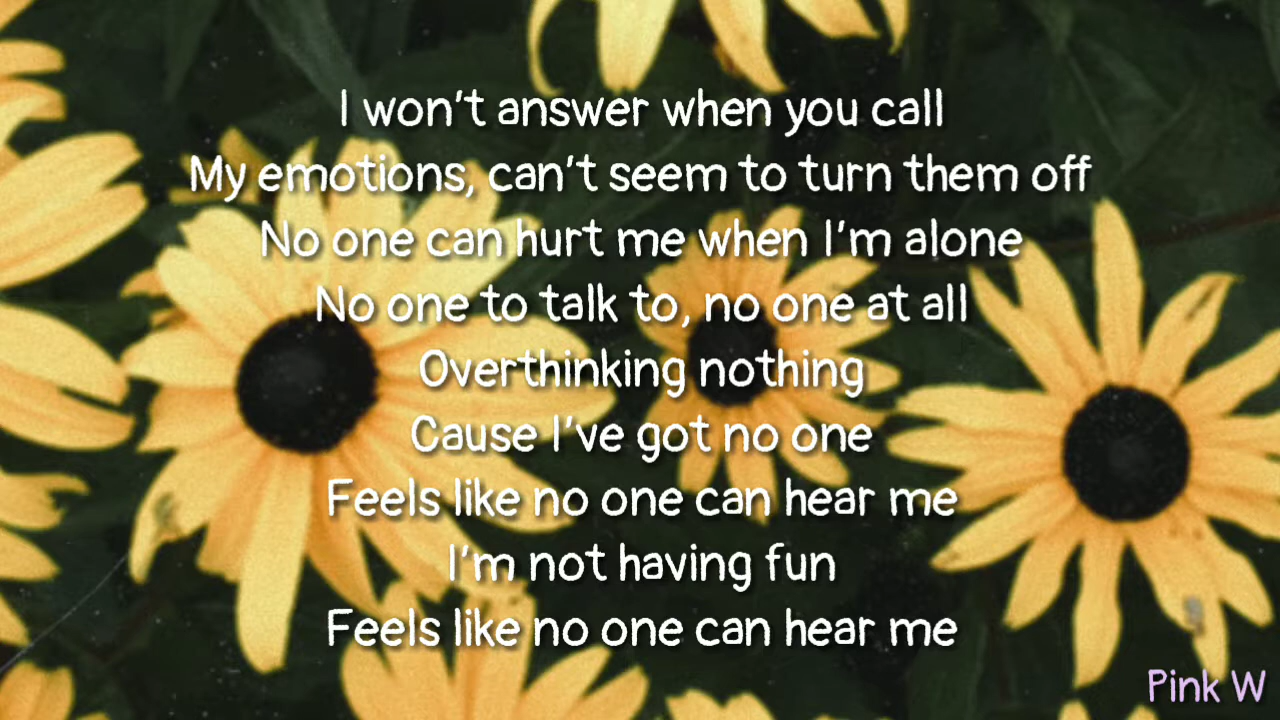 I won't answer when you call
My emotions, can't seem to turn them off
No one can hurt me when I'm alone
No one to talk to, no one at all
Overthinking nothing
Cause I've got no one
Feels like no one can hear me
I'm not having fun
Feels like no one can hear me
Pink W